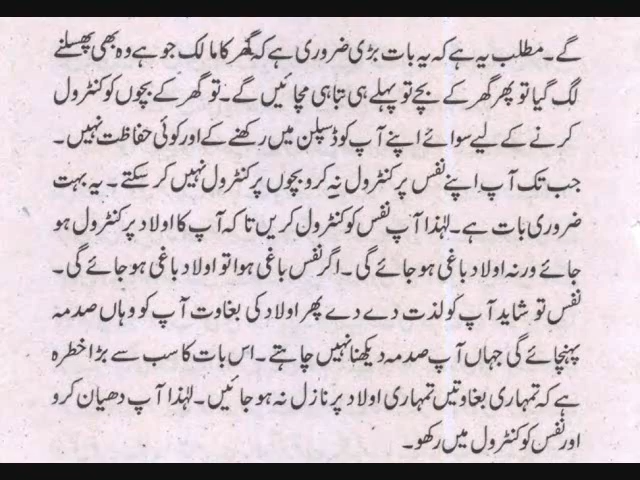 گے۔ مطلب یہ ہے کہ یہ بات بڑی ضروری ہے کہ گھر کا مالک جو ہے وہ بھی پھسلنے
لگ گیا تو پھر گھر کے بچے تو پہلے ہی تباہی مچائیں گے۔ تو گھر کے بچوں کو کنٹرول
کرنے کے لیے سوائے اپنے آپ کو ڈسپلن میں رکھنے کے اور کوئی حفاظت نہیں۔
جب تک آپ اپنے نفس پر کنٹرول نہ کرو بچوں پر کنٹرول نہیں کر سکتے۔ یہ بہت
ضروری بات ہے۔ لہٰذا آپ نفس کو کنٹرول کریں تاکہ آپ کا اولاد پر کنٹرول ہو
جائے ورنہ اولاد باغی ہو جائے گی۔ اگر نفس باغی ہوا تو اولاد باغی ہو جائے گی۔
نفس تو شاید آپ کو لذت دے دے پھر اولاد کی بغاوت آپ کو وہاں صدمہ
پہنچائے گی جہاں آپ صدمہ دیکھنا نہیں چاہتے۔ اس بات کا سب سے بڑا خطرہ
ہے کہ تمہاری بغاوتیں تمہاری اولاد پر نازل نہ ہو جائیں۔ لہٰذا آپ دھیان کرو
اور نفس کو کنٹرول میں رکھو۔